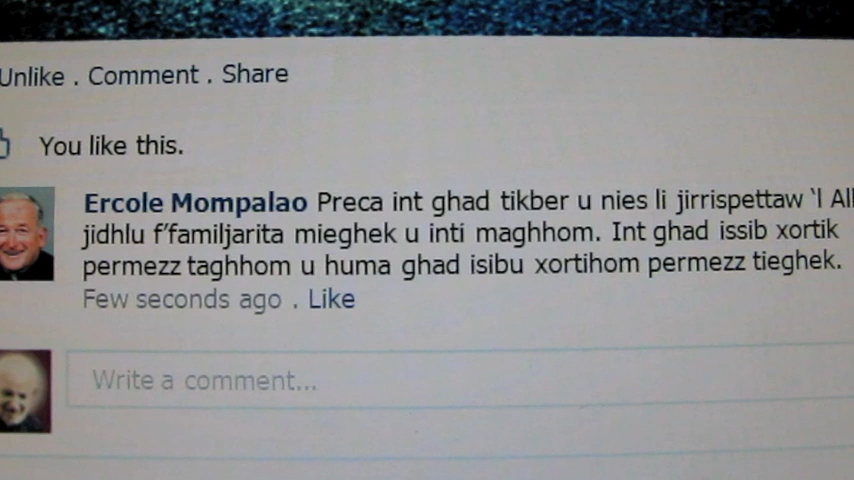 Unlike . Comment . Share
You like this.
Ercole Mompalao Preca int ghad tikber u nies li jirrispettaw 'l
jidhlu f'familjarita mieghek u inti maghhom. Int ghad issib xortik
permezz taghhom u huma ghad isibu xortihom permezz tieghek.
Few seconds ago . Like
Write a comment...